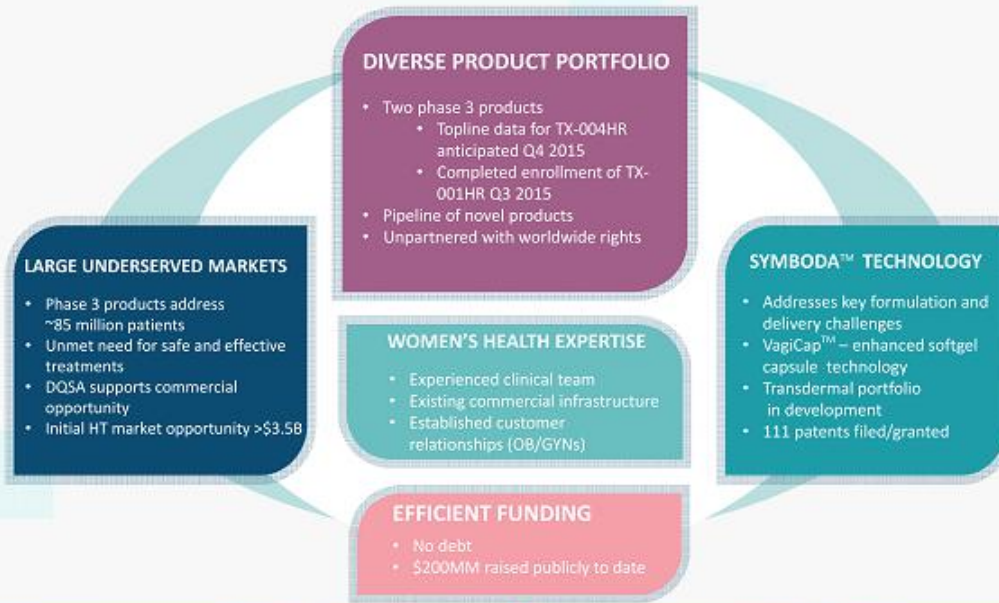 DIVERSE PRODUCT PORTFOLIO
• Two phase 3 products
• Topline data for TX-004HR
anticipated Q4 2015
• Completed enrollment of TX-
001HR Q3 2015
• Pipeline of novel products
• Unpartnered with worldwide rights
LARGE UNDERSERVED MARKETS
• Phase 3 products address
~85 million patients
• Unmet need for safe and effective
treatments
• DQSA supports commercial
opportunity
• Initial HT market opportunity >$3.5B
WOMEN'S HEALTH EXPERTISE
• Experienced clinical team
• Existing commercial infrastructure
• Established customer
relationships (OB/GYNs)
SYMBODA™ TECHNOLOGY
• Addresses key formulation and
delivery challenges
• VagiCap™ – enhanced softgel
capsule technology
• Transdermal portfolio
in development
• 111 patents filed/granted
EFFICIENT FUNDING
• No debt
• $200MM raised publicly to date